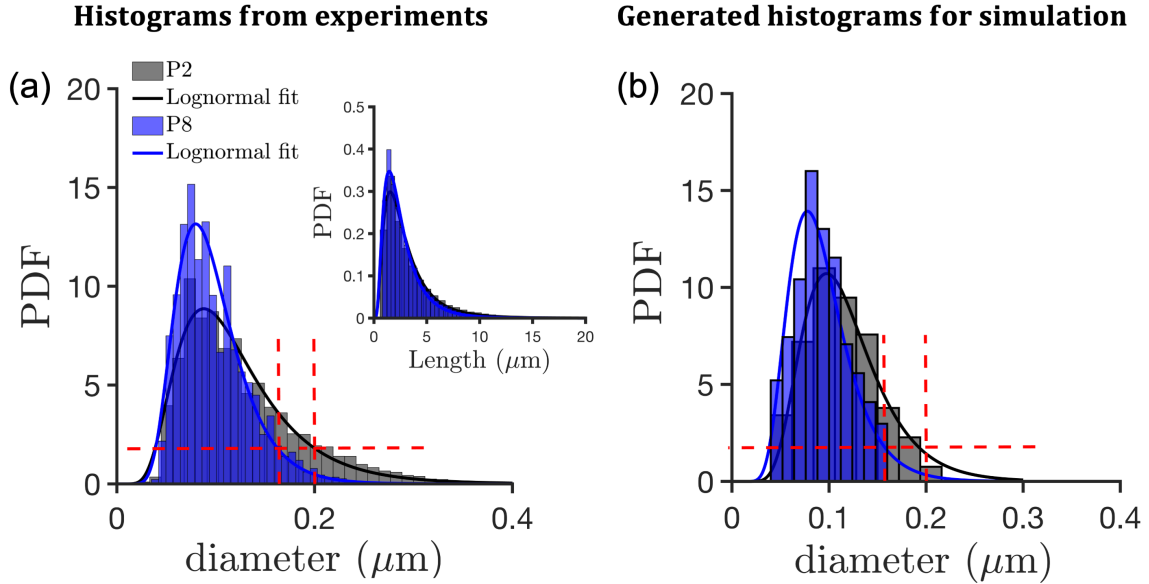 Histograms from experiments
Generated histograms for simulation
(a)
P2
Lognormal fit
P8
Lognormal fit
20
15
10
5
0
PDF
0
0.2
0.4
diameter (μm)
0.5
0.4
0.3
0.2
0.1
0
PDF
0
5
10
15
20
Length (μm)
(b)
20
15
10
5
0
PDF
0
0.1
0.2
0.3
0.4
diameter (μm)